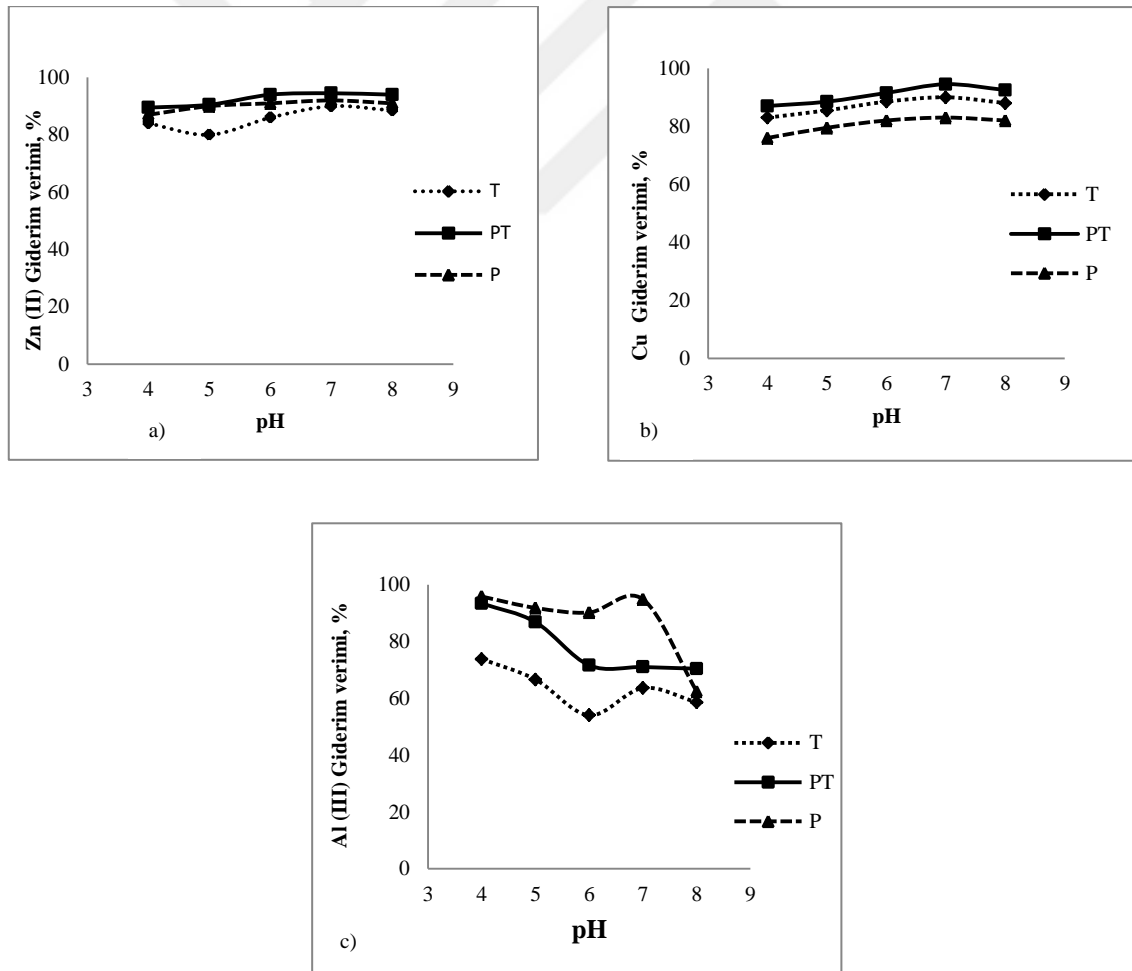 Zn (II) Giderim verimi, %
100
80
60
40
20
0
3 4 5 6 7 8 9
pH
a)
T
PT
P
Cu Giderim verimi, %
100
80
60
40
20
0
3 4 5 6 7 8 9
pH
b)
T
PT
P
Al (III) Giderim verimi, %
100
80
60
40
20
0
3 4 5 6 7 8 9
pH
c)
T
PT
P